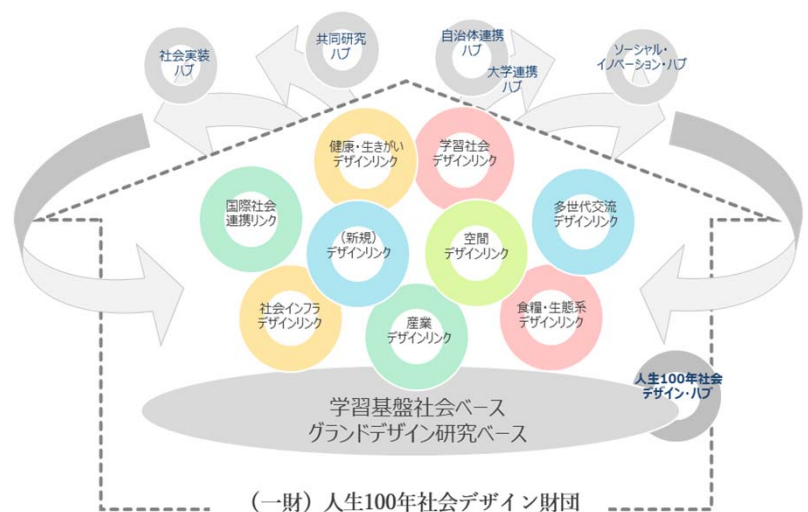 社会実装
ハブ
共同研究
ハブ
自治体連携
ハブ
大学連携
ハブ
ソーシャル・
イノベーション・ハブ
健康・生きがい
デザインリンク
学習社会
デザインリンク
国際社会
連携リンク
（新規）
デザインリンク
空間
デザインリンク
多世代交流
デザインリンク
社会インフラ
デザインリンク
産業
デザインリンク
食糧・生態系
デザインリンク
人生100年社会
デザイン・ハブ
学習基盤社会ベース
グランドデザイン研究ベース
（一財）人生100年社会デザイン財団